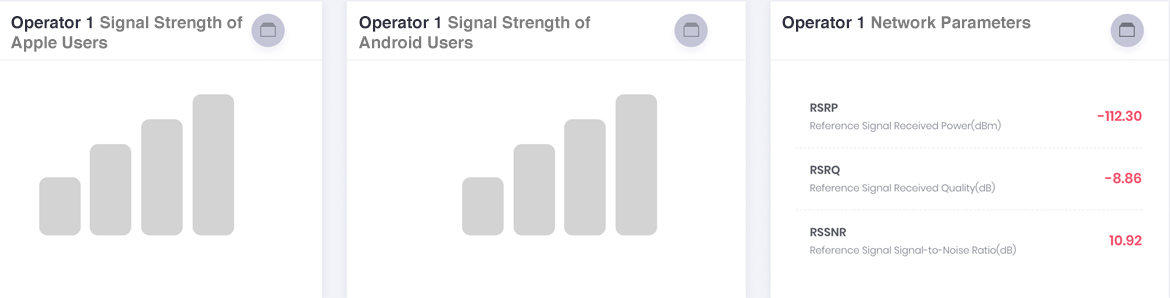 Operator 1 Signal Strength of
Apple Users
Operator 1 Signal Strength of
Android Users
Operator 1 Network Parameters
RSRP
Reference Signal Received Power(dBm)
-112.30
RSRQ
Reference Signal Received Quality(dB)
-8.86
RSSNR
Reference Signal Signal-to-Noise Ratio(dB)
10.92